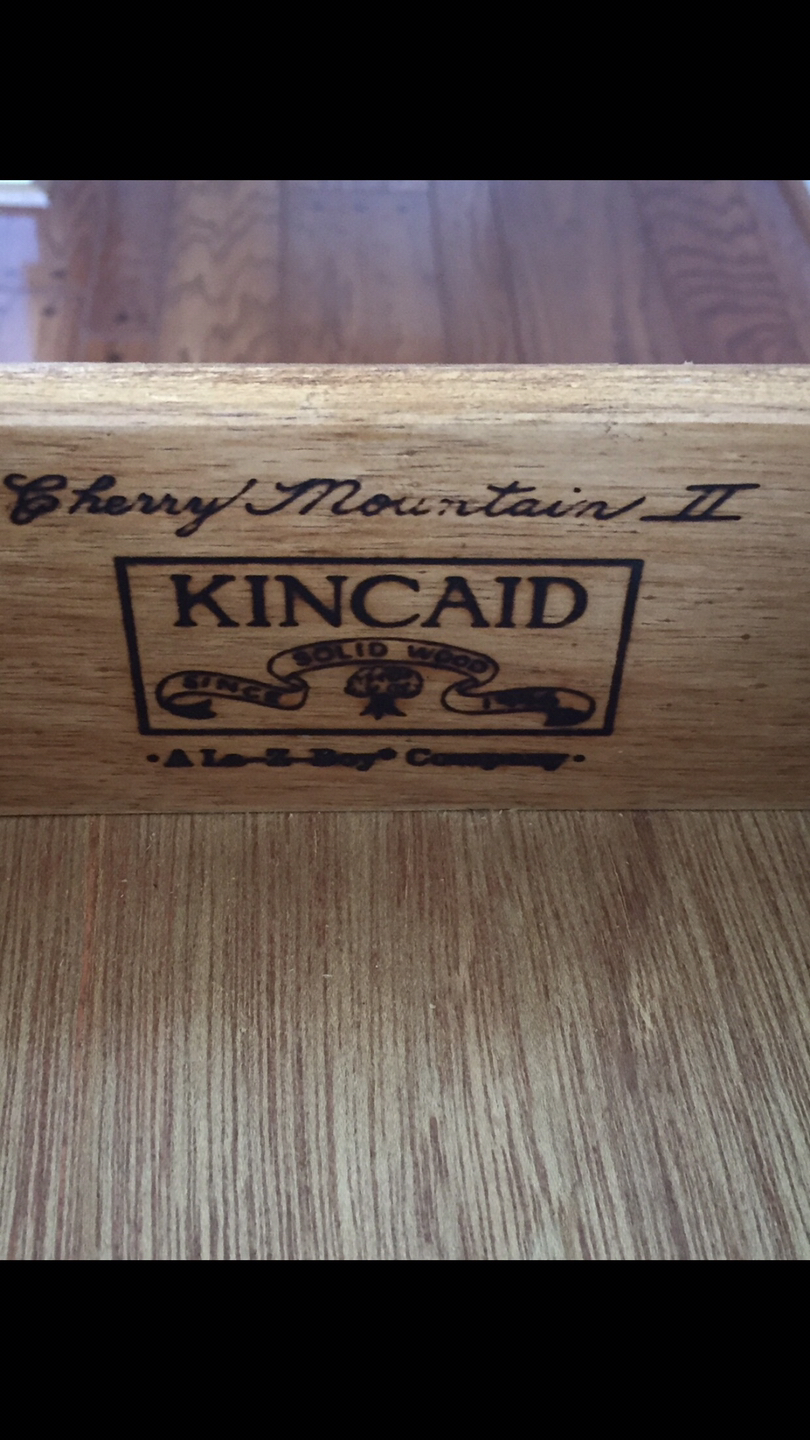 Cherry Mountain II
KINCAID
SOLID WOOD
SINCE
·A La-Z-Boy® Company·